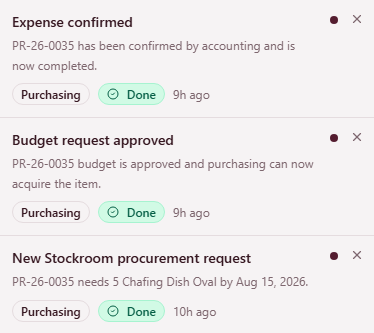 Expense confirmed
PR-26-0035 has been confirmed by accounting and is
now completed.
Purchasing Done 9h ago
Budget request approved
PR-26-0035 budget is approved and purchasing can now
acquire the item.
Purchasing Done 9h ago
New Stockroom procurement request
PR-26-0035 needs 5 Chafing Dish Oval by Aug 15, 2026.
Purchasing Done 10h ago